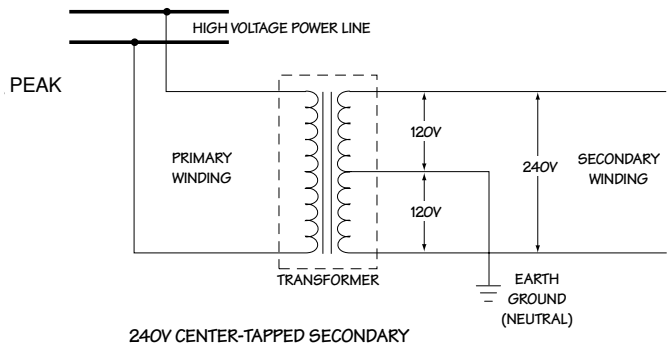 HIGH VOLTAGE POWER LINE
PEAK
120V
PRIMARY
WINDING
240V
SECONDARY
WINDING
120V
TRANSFORMER
EARTH
GROUND
(NEUTRAL)
240V CENTER-TAPPED SECONDARY